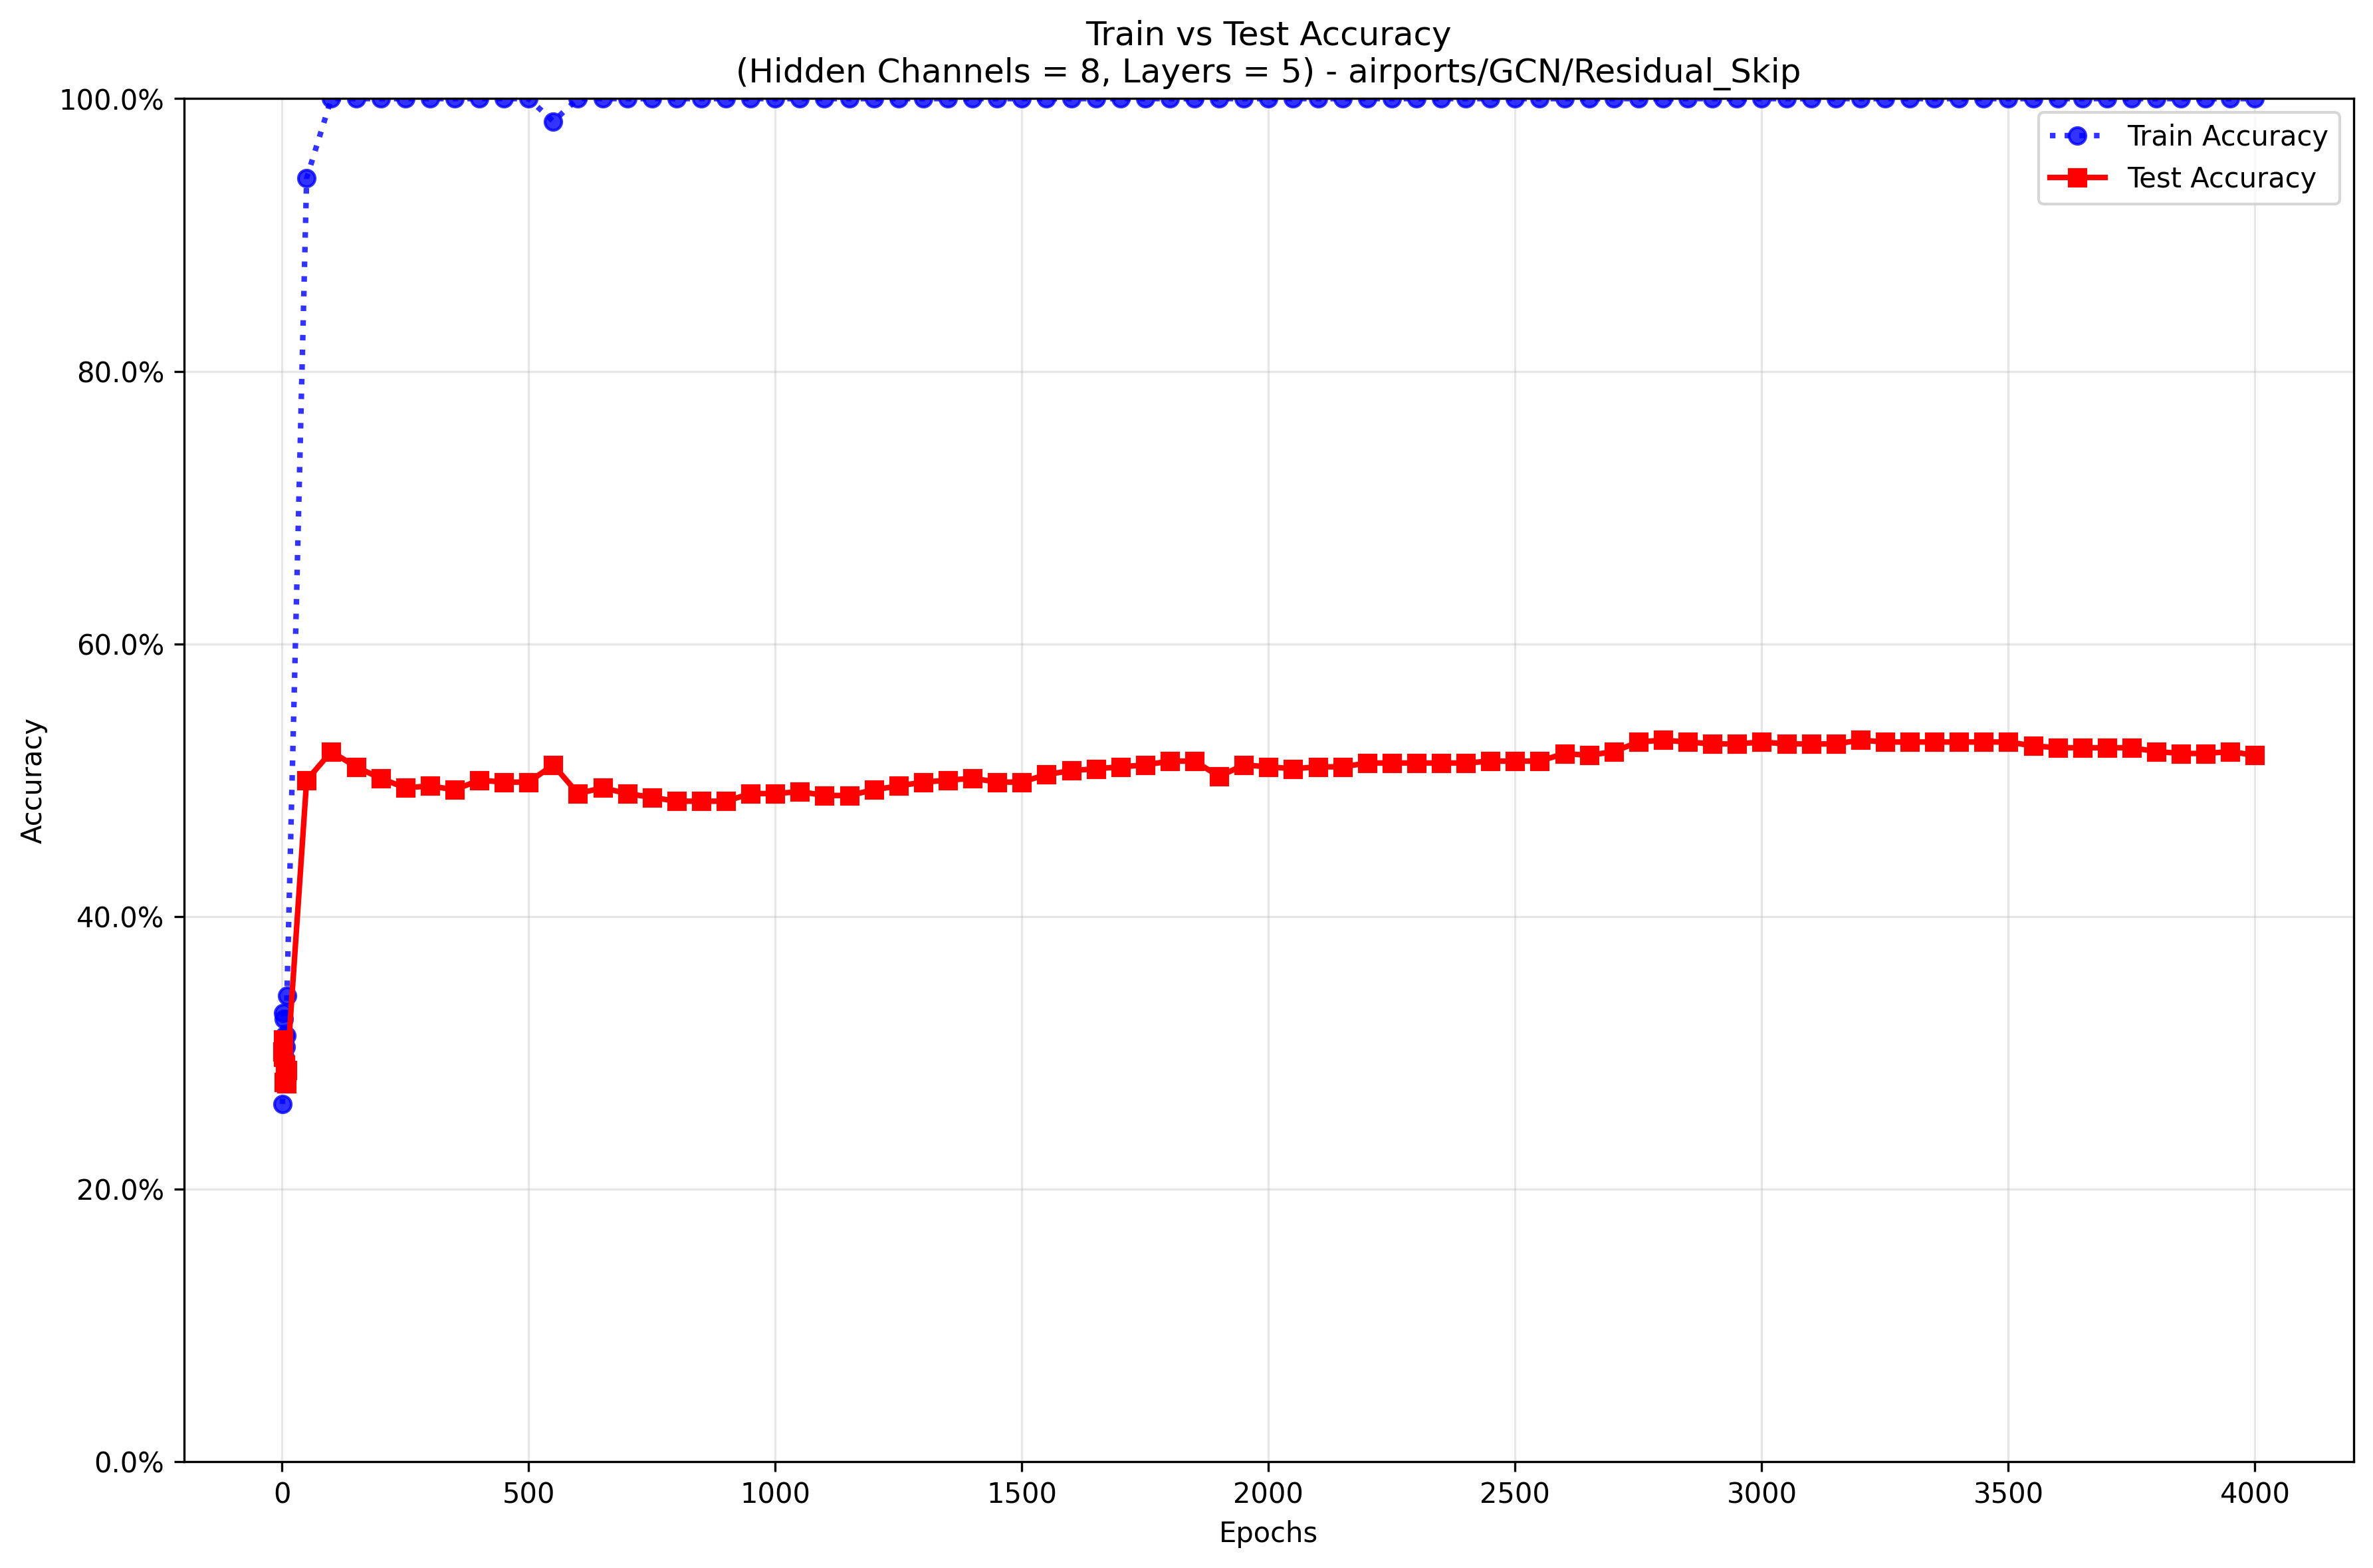 Train vs Test Accuracy
(Hidden Channels = 8, Layers = 5) - airports/GCN/Residual_Skip
100.0%
80.0%
60.0%
40.0%
20.0%
0.0%
Accuracy
Train Accuracy
Test Accuracy
0 500 1000 1500 2000 2500 3000 3500 4000
Epochs